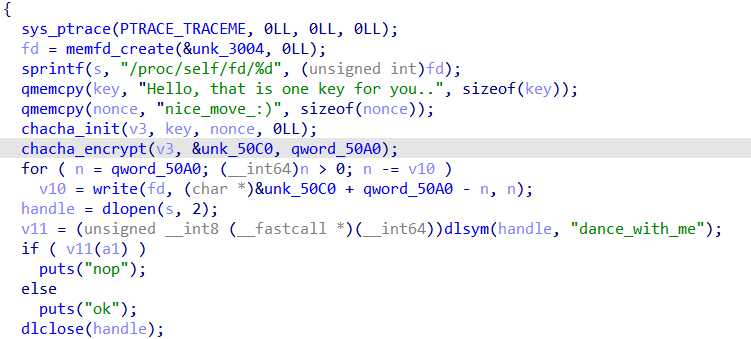 {
sys_ptrace(PTRACE_TRACEME, 0LL, 0LL, 0LL);
fd = memfd_create(&unk_3004, 0LL);
sprintf(s, "/proc/self/fd/%d", (unsigned int)fd);
qmemcpy(key, "Hello, that is one key for you..", sizeof(key));
qmemcpy(nonce, "nice_move_:)", sizeof(nonce));
chacha_init(v3, key, nonce, 0LL);
chacha_encrypt(v3, &unk_50C0, qword_50A0);
for ( n = qword_50A0; (__int64)n > 0; n -= v10 )
v10 = write(fd, (char *)&unk_50C0 + qword_50A0 - n, n);
handle = dlopen(s, 2);
v11 = (unsigned __int8 (__fastcall *)(__int64))dlsym(handle, "dance_with_me");
if ( v11(a1) )
puts("nop");
else
puts("ok");
dlclose(handle);